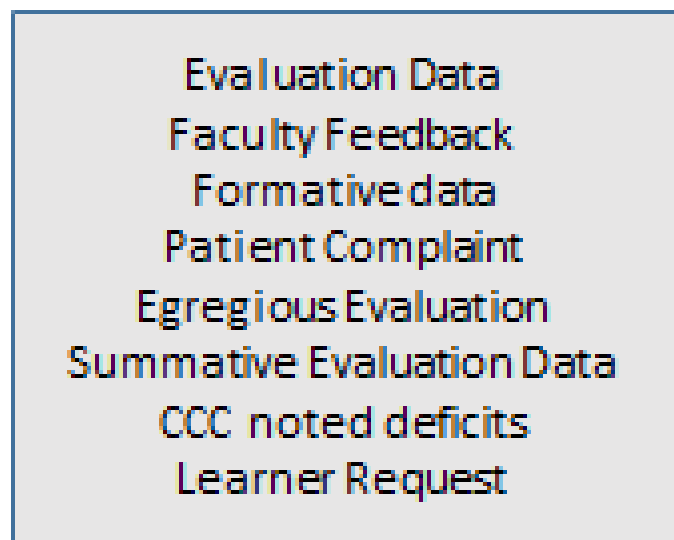 Evaluation Data
Faculty Feedback
Formative data
Patient Complaint
Egregious Evaluation
Summative Evaluation Data
CCC noted deficits
Learner Request